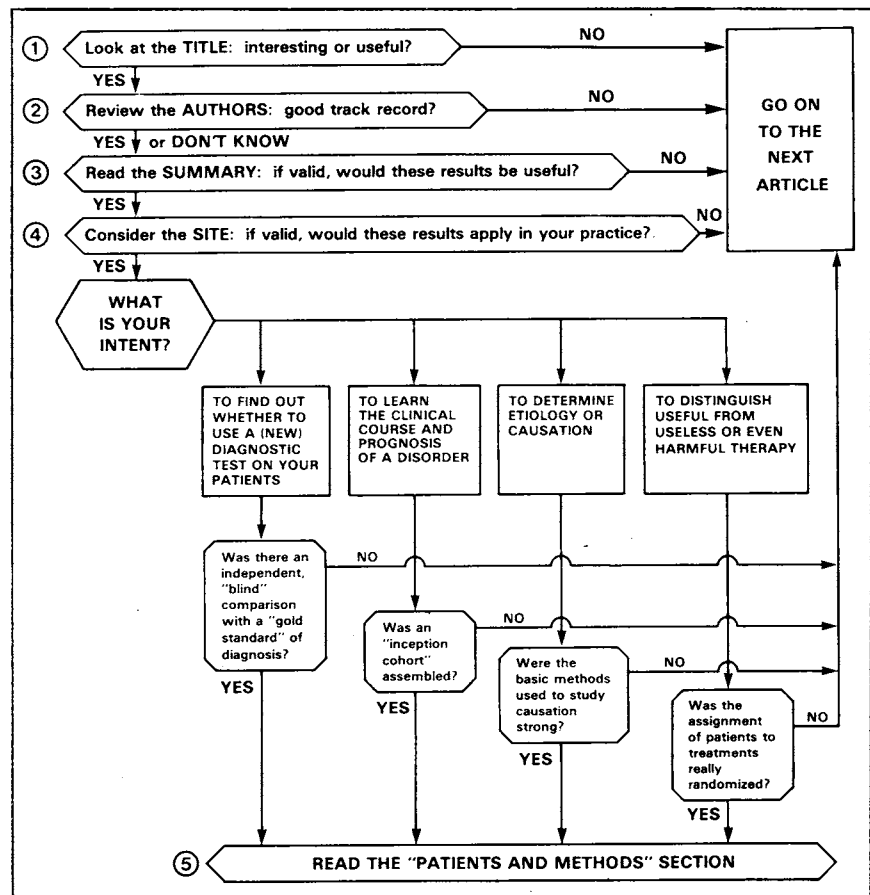 ① Look at the TITLE: interesting or useful?
NO
YES
② Review the AUTHORS: good track record?
NO
YES or DON'T KNOW
③ Read the SUMMARY: if valid, would these results be useful?
NO
YES
④ Consider the SITE: if valid, would these results apply in your practice?
NO
YES
GO ON
TO THE
NEXT
ARTICLE
WHAT
IS YOUR
INTENT?
TO FIND OUT
WHETHER TO
USE A (NEW)
DIAGNOSTIC
TEST ON YOUR
PATIENTS
TO LEARN
THE CLINICAL
COURSE AND
PROGNOSIS
OF A DISORDER
TO DETERMINE
ETIOLOGY OR
CAUSATION
TO DISTINGUISH
USEFUL FROM
USELESS OR EVEN
HARMFUL THERAPY
Was there an
independent,
"blind"
comparison
with a "gold
standard" of
diagnosis?
NO
YES
Was an
"inception
cohort"
assembled?
NO
YES
Were the
basic methods
used to study
causation
strong?
NO
YES
Was the
assignment
of patients to
treatments
really
randomized?
NO
YES
⑤ READ THE "PATIENTS AND METHODS" SECTION